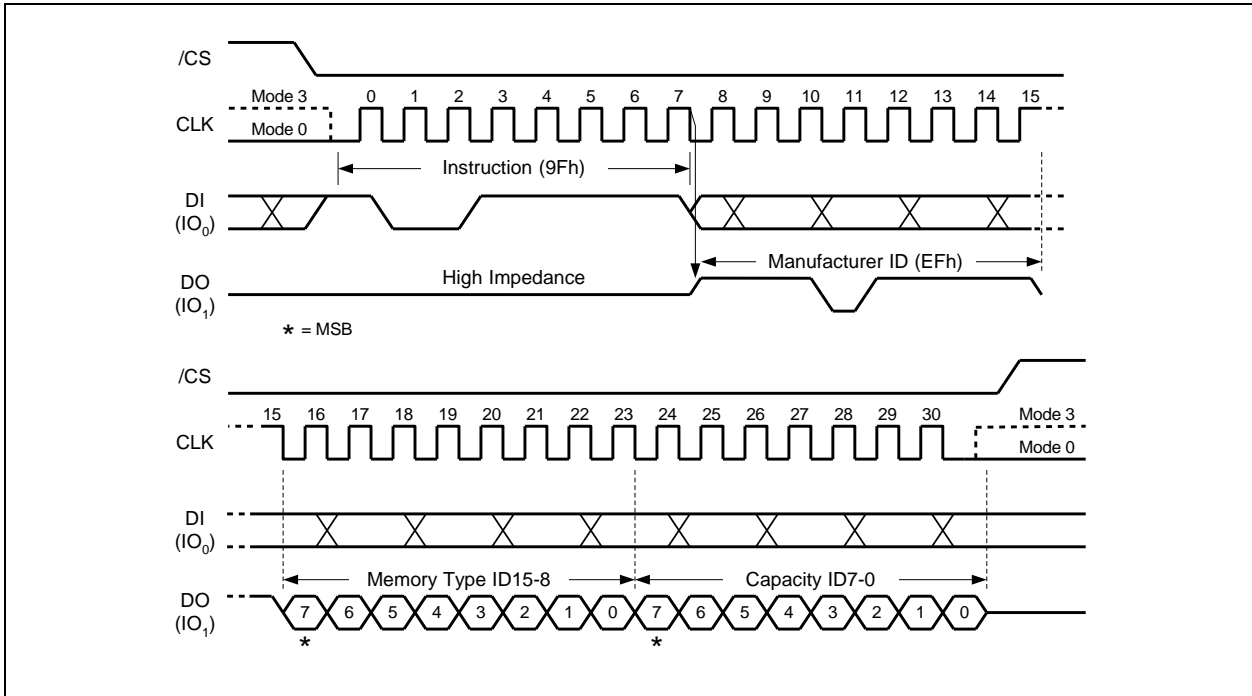 /CS
Mode 3 0 1 2 3 4 5 6 7 8 9 10 11 12 13 14 15
CLK
Mode 0
Instruction (9Fh)
DI
(IO0)
Manufacturer ID (EFh)
High Impedance
DO
(IO1)
* = MSB
/CS
15 16 17 18 19 20 21 22 23 24 25 26 27 28 29 30 Mode 3
CLK
Mode 0
DI
(IO0)
Memory Type ID15-8 Capacity ID7-0
DO
7 6 5 4 3 2 1 0 7 6 5 4 3 2 1 0
(IO1)
* *